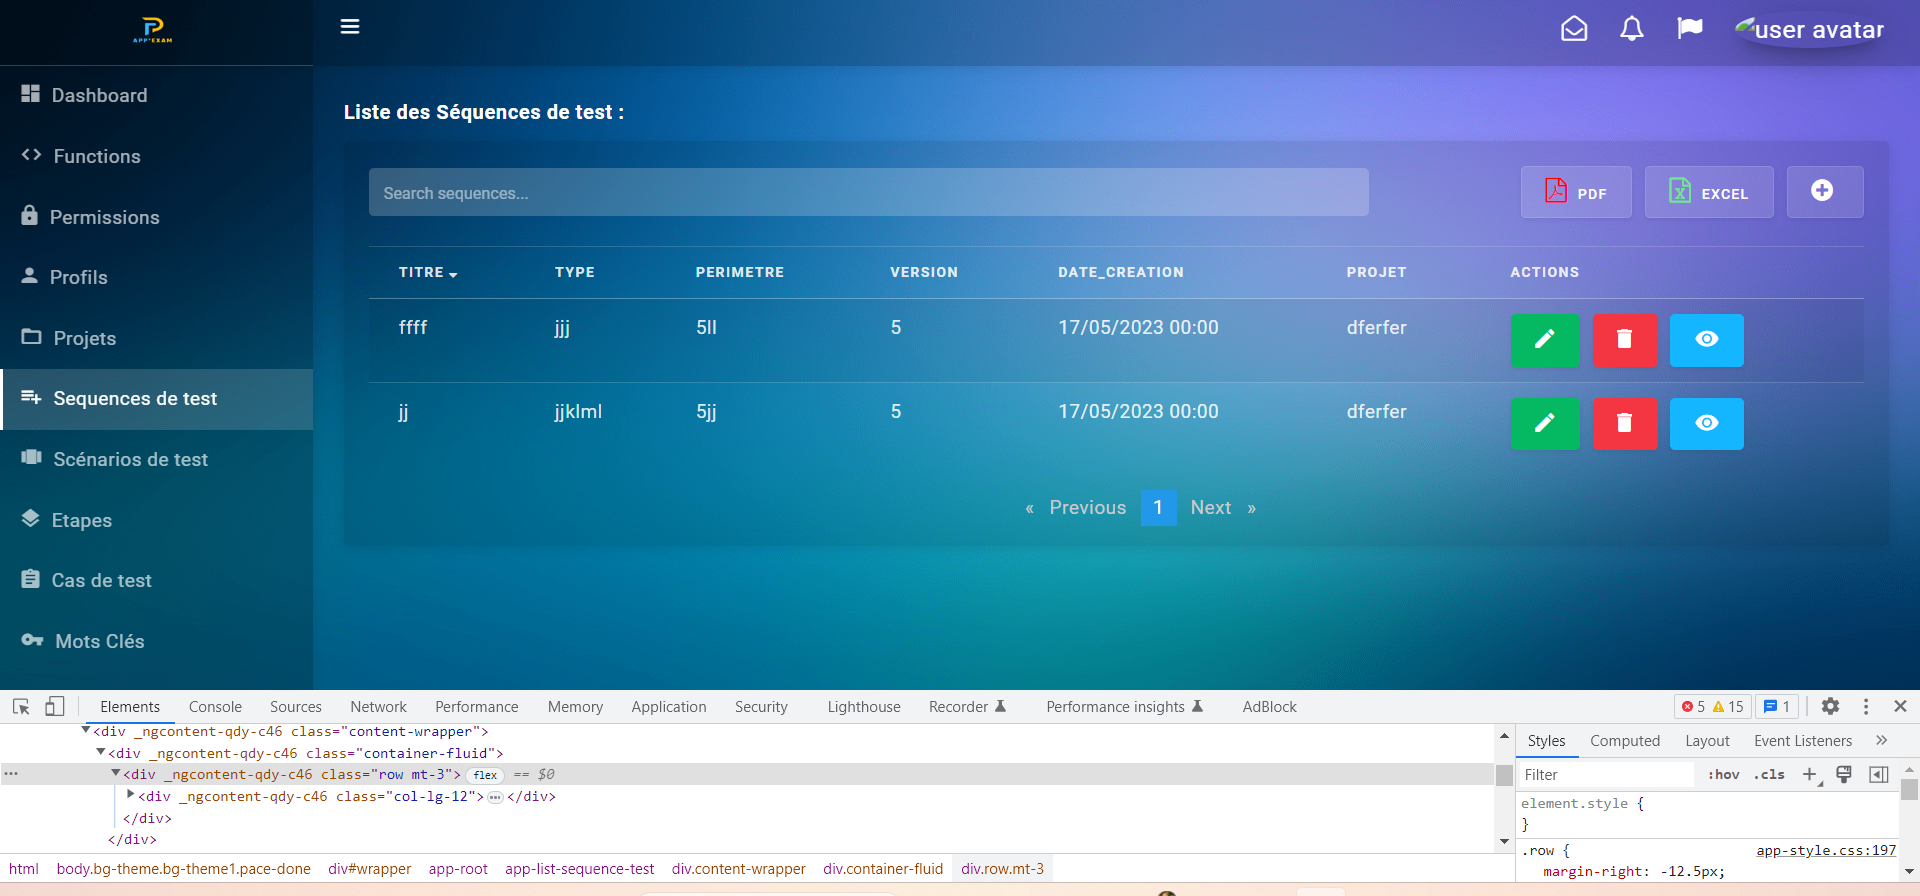 APP'EXAM
user avatar
Dashboard
Functions
Permissions
Profils
Projets
Sequences de test
Scénarios de test
Etapes
Cas de test
Mots Clés
Liste des Séquences de test :
Search sequences...
PDF
EXCEL
TITRE TYPE PERIMETRE VERSION DATE_CREATION PROJET ACTIONS
ffff jjj 5ll 5 17/05/2023 00:00 dferfer
jj jjklml 5jj 5 17/05/2023 00:00 dferfer
« Previous 1 Next »
Elements Console Sources Network Performance Memory Application Security Lighthouse Recorder Performance insights AdBlock 5 15 1
<div _ngcontent-qdy-c46 class="content-wrapper">
<div _ngcontent-qdy-c46 class="container-fluid">
<div _ngcontent-qdy-c46 class="row mt-3"> flex == $0
<div _ngcontent-qdy-c46 class="col-lg-12"> … </div>
</div>
</div>
html body.bg-theme.bg-theme1.pace-done div#wrapper app-root app-list-sequence-test div.content-wrapper div.container-fluid div.row.mt-3
Styles Computed Layout Event Listeners »
Filter :hov .cls +
element.style {
}
.row { app-style.css:197
margin-right: -12.5px;